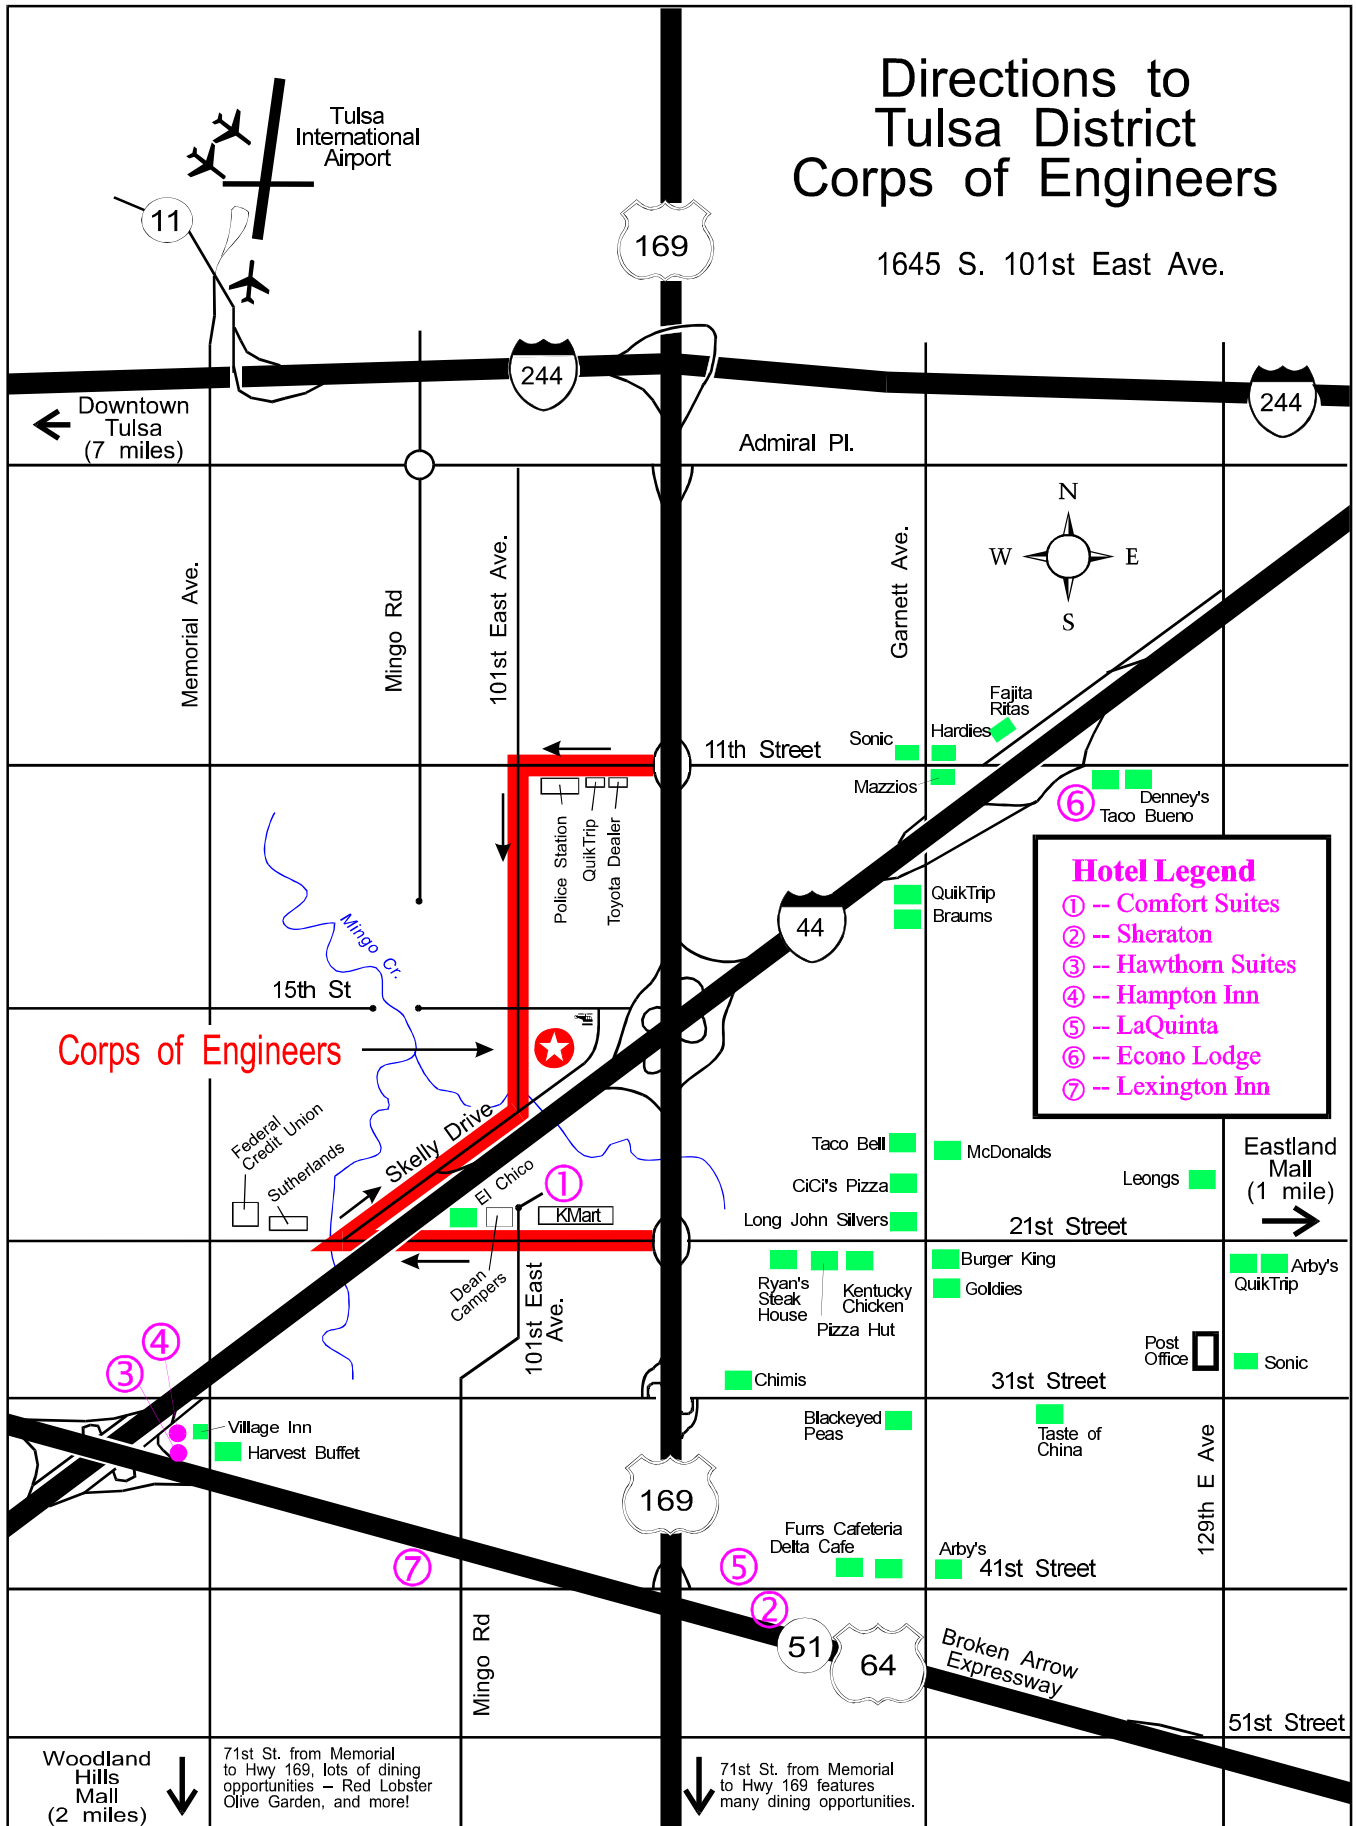 Directions to
Tulsa District
Corps of Engineers
1645 S. 101st East Ave.
Tulsa
International
Airport
11
169
244
244
Downtown
Tulsa
(7 miles)
Admiral Pl.
N
W
E
S
Memorial Ave.
Mingo Rd
101st East Ave.
Garnett Ave.
Fajita
Ritas
Sonic
Hardies
11th Street
Mazzios
6
Denney's
Taco Bueno
Police Station
QuikTrip
Toyota Dealer
Hotel Legend
1 -- Comfort Suites
2 -- Sheraton
3 -- Hawthorn Suites
4 -- Hampton Inn
5 -- LaQuinta
6 -- Econo Lodge
7 -- Lexington Inn
QuikTrip
Braums
44
Mingo Cr.
15th St
Corps of Engineers
Skelly Drive
Federal
Credit Union
Sutherlands
El Chico
1
KMart
Taco Bell
McDonalds
CiCi's Pizza
Leongs
Eastland
Mall
(1 mile)
Long John Silvers
21st Street
Dean
Campers
101st East
Ave.
Ryan's
Steak
House
Kentucky
Chicken
Pizza Hut
Burger King
Goldies
Arby's
QuikTrip
Post
Office
Sonic
4
3
Chimis
31st Street
Village Inn
Harvest Buffet
Blackeyed
Peas
Taste of
China
129th E Ave
169
Furrs Cafeteria
Delta Cafe
Arby's
41st Street
7
5
2
51
64
Broken Arrow
Expressway
Mingo Rd
51st Street
Woodland
Hills
Mall
(2 miles)
71st St. from Memorial
to Hwy 169, lots of dining
opportunities – Red Lobster
Olive Garden, and more!
71st St. from Memorial
to Hwy 169 features
many dining opportunities.